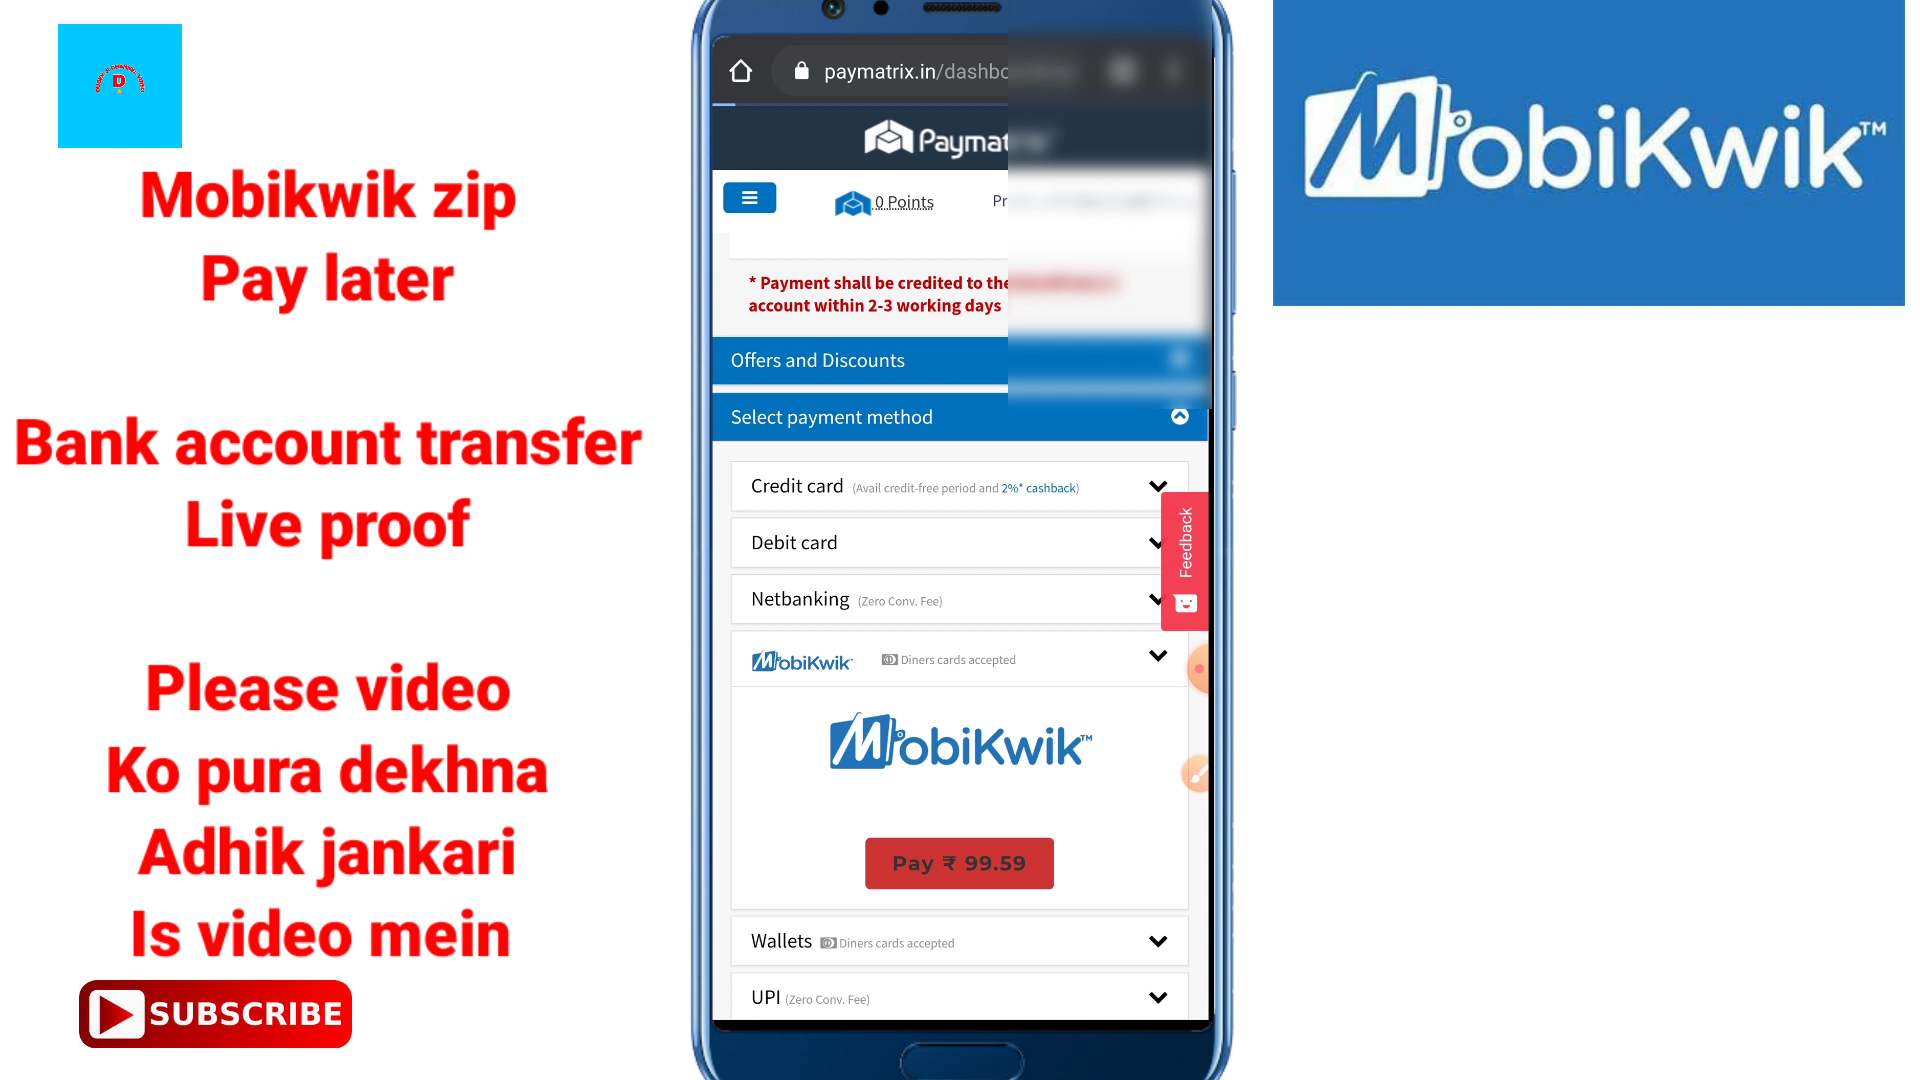 D
Mobikwik zip
Pay later
Bank account transfer
Live proof
Please video
Ko pura dekhna
Adhik jankari
Is video mein
SUBSCRIBE
paymatrix.in/dashbo
Paymat
0 Points
Pr
* Payment shall be credited to the
account within 2-3 working days
Offers and Discounts
Select payment method
Credit card (Avail credit-free period and 2%* cashback)
Debit card
Feedback
Netbanking (Zero Conv. Fee)
MobiKwik Diners cards accepted
MobiKwik™
Pay ₹ 99.59
Wallets Diners cards accepted
UPI (Zero Conv. Fee)
MobiKwik™